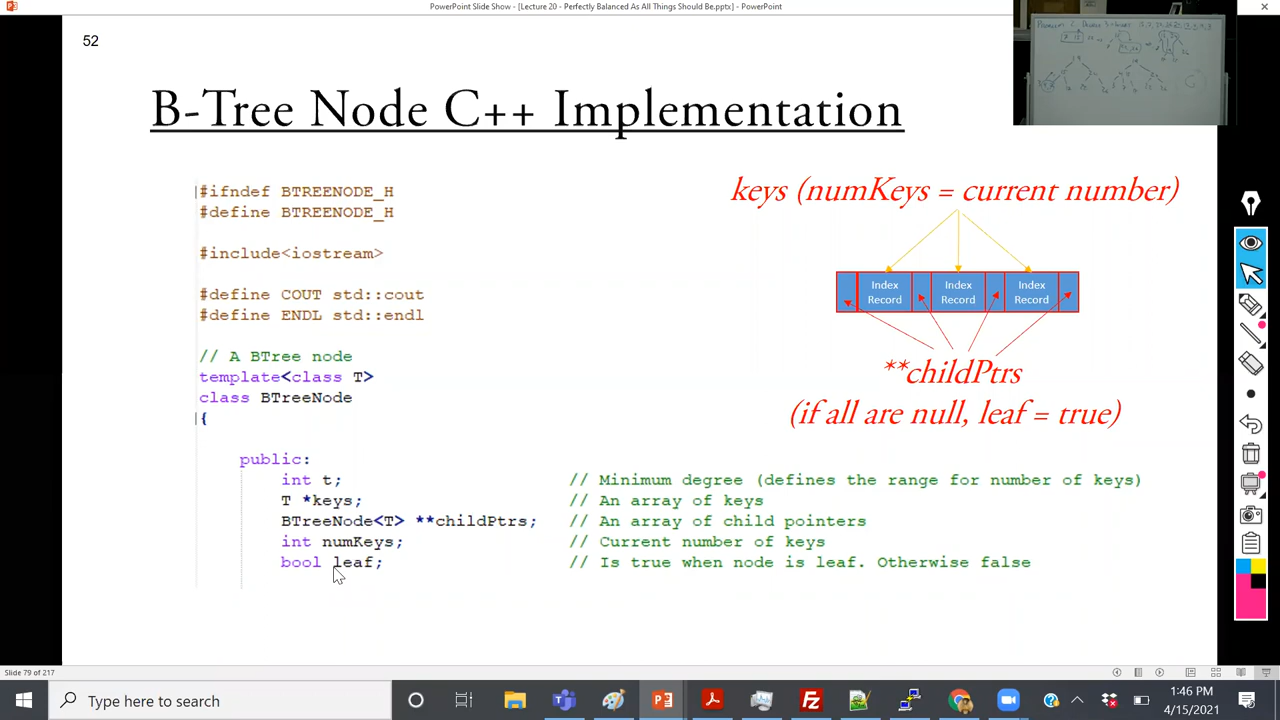 PowerPoint Slide Show - [Lecture 20 - Perfectly Balanced As All Things Should Be.pptx] - PowerPoint
52
B-Tree Node C++ Implementation
#ifndef BTREENODE_H
#define BTREENODE_H
#include<iostream>
#define COUT std::cout
#define ENDL std::endl
// A BTree node
template<class T>
class BTreeNode
{
public:
int t; // Minimum degree (defines the range for number of keys)
T *keys; // An array of keys
BTreeNode<T> **childPtrs; // An array of child pointers
int numKeys; // Current number of keys
bool leaf; // Is true when node is leaf. Otherwise false
keys (numKeys = current number)
Index Record
Index Record
Index Record
**childPtrs
(if all are null, leaf = true)
Slide 79 of 217
Type here to search
1:46 PM
4/15/2021